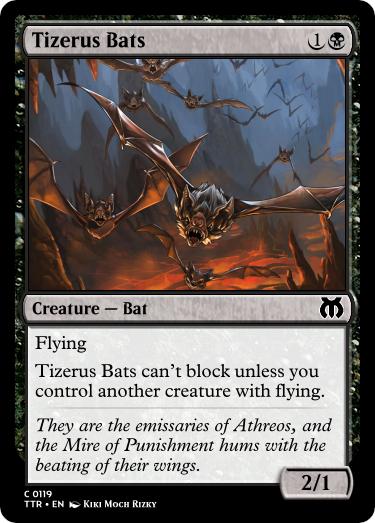 Tizerus Bats 1
Creature — Bat
Flying
Tizerus Bats can't block unless you
control another creature with flying.
They are the emissaries of Athreos, and
the Mire of Punishment hums with the
beating of their wings.
2/1
C 0119
TTR • EN Kiki Moch Rizky